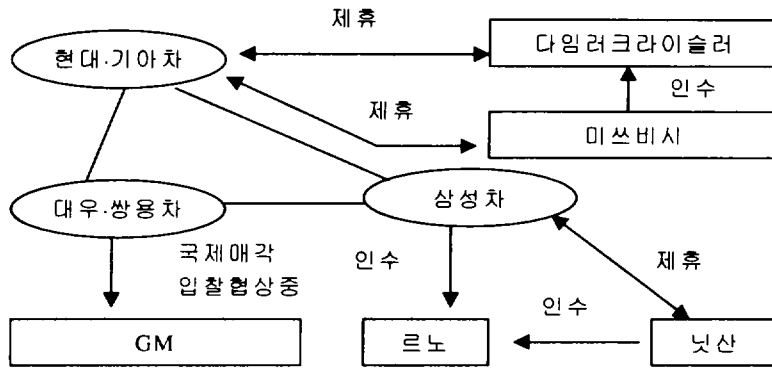 제휴
다임러크라이슬러
현대·기아차
인수
제휴
미쓰비시
대우·쌍용차
삼성차
국제매각
입찰협상중
인수
제휴
인수
GM
르노
닛산